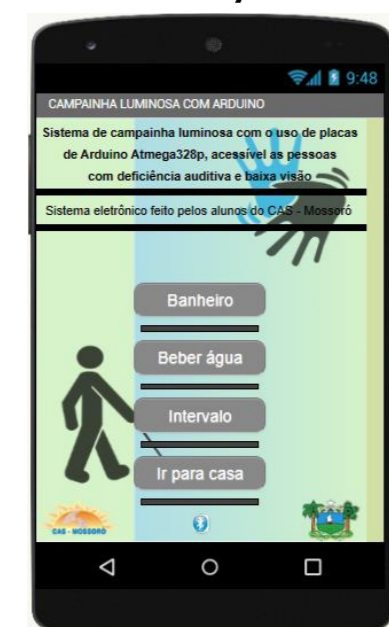 9:48
CAMPAINHA LUMINOSA COM ARDUINO
Sistema de campainha luminosa com o uso de placas
de Arduino Atmega328p, acessível as pessoas
com deficiência auditiva e baixa visão
Sistema eletrônico feito pelos alunos do CAS - Mossoró
Banheiro
Beber água
Intervalo
Ir para casa
CAS - MOSSORÓ